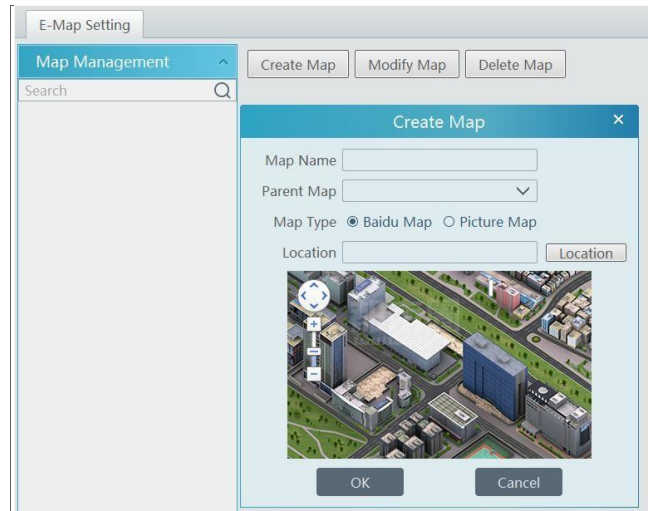 E-Map Setting
Map Management
Create Map Modify Map Delete Map
Search
Create Map ×
Map Name
Parent Map
Map Type Baidu Map Picture Map
Location Location
OK Cancel